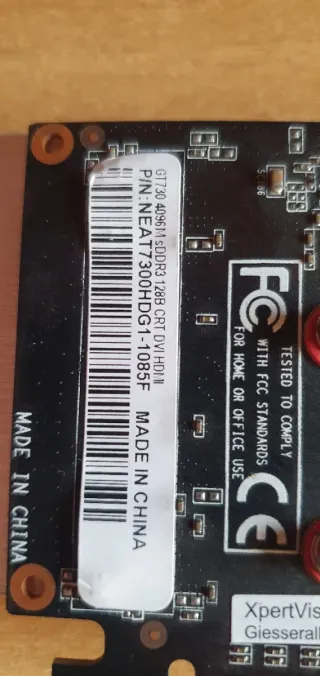 GT730 4096M sDDR3 128B CRT DVI HDMI
P/N:NEAT7300HDG1-1085F MADE IN CHINA
MADE IN CHINA
FC
TESTED TO COMPLY
WITH FCC STANDARDS
FOR HOME OR OFFICE USE
CE
XpertVis
Giesserall